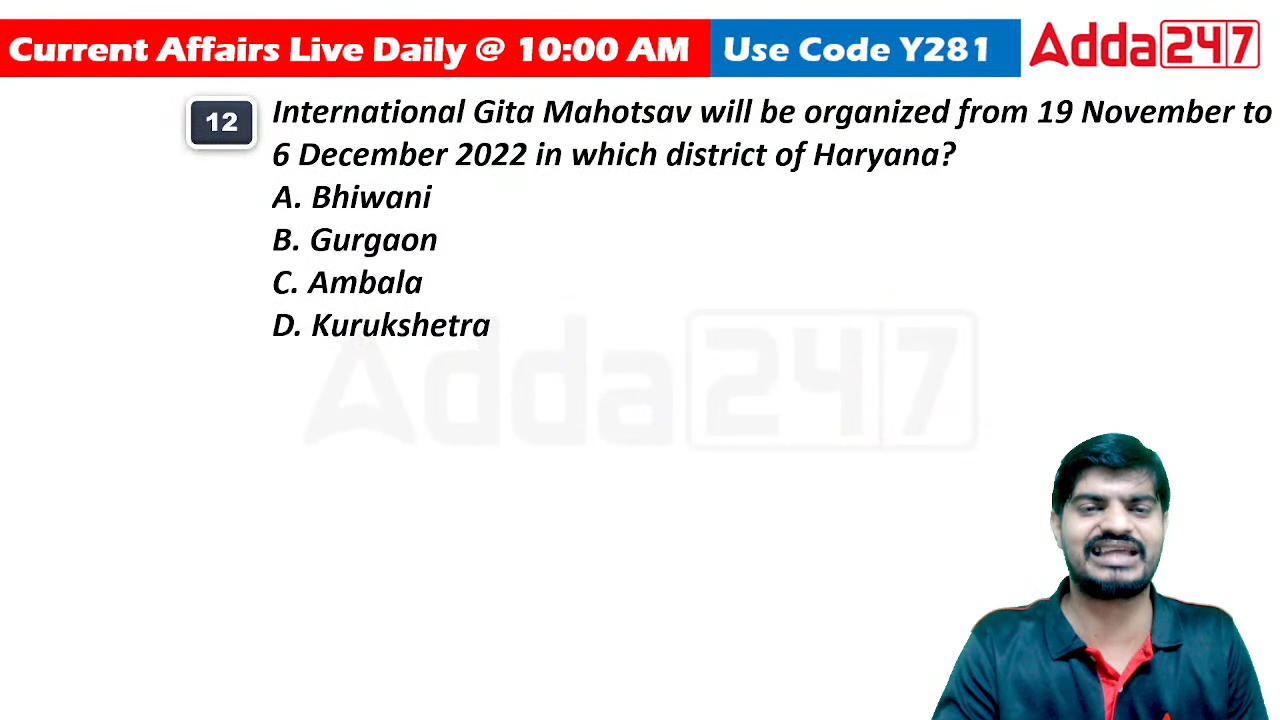 Current Affairs Live Daily @ 10:00 AM Use Code Y281 Adda247
12 International Gita Mahotsav will be organized from 19 November to
6 December 2022 in which district of Haryana?
A. Bhiwani
B. Gurgaon
C. Ambala
D. Kurukshetra
Adda247